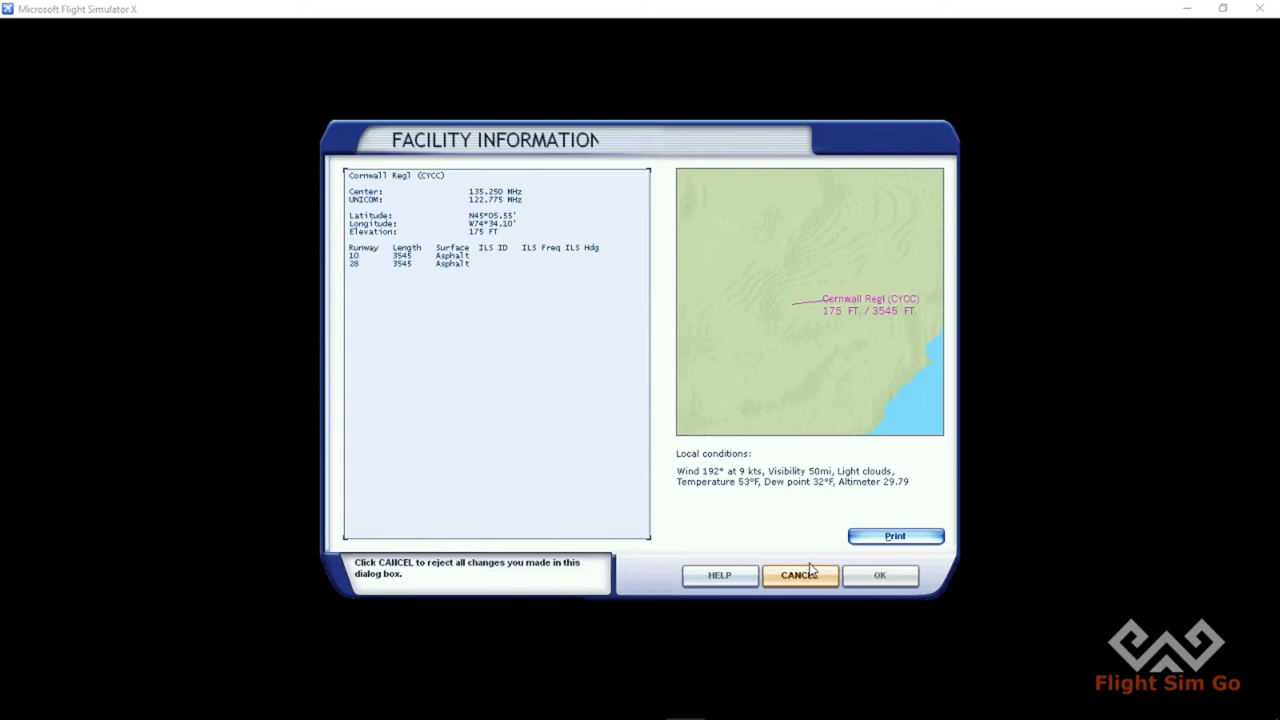 Microsoft Flight Simulator X
FACILITY INFORMATION
Cornwall Regl (CYCC)
Center: 135.250 MHz
UNICOM: 122.775 MHz
Latitude: N45°05.55'
Longitude: W74°34.10'
Elevation: 175 FT
Runway Length Surface ILS ID ILS Freq ILS Hdg
10 3545 Asphalt
28 3545 Asphalt
Cornwall Regl (CYCC)
175 FT. / 3545 FT.
Local conditions:
Wind 192° at 9 kts, Visibility 50mi, Light clouds,
Temperature 53°F, Dew point 32°F, Altimeter 29.79
Print
Click CANCEL to reject all changes you made in this
dialog box.
HELP CANCEL OK
Flight Sim Go